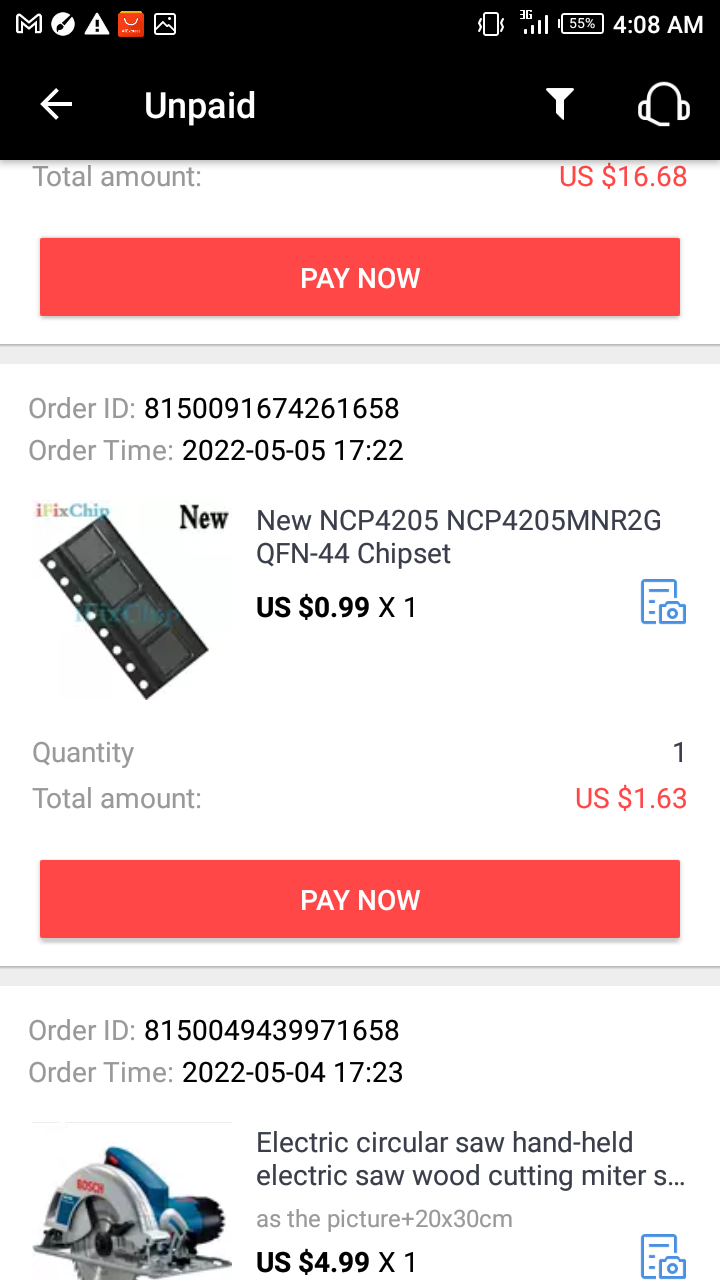 3G 55% 4:08 AM
Unpaid
Total amount: US $16.68
PAY NOW
Order ID: 8150091674261658
Order Time: 2022-05-05 17:22
iFixChip New
iFixChip
New NCP4205 NCP4205MNR2G
QFN-44 Chipset
US $0.99 X 1
Quantity 1
Total amount: US $1.63
PAY NOW
Order ID: 8150049439971658
Order Time: 2022-05-04 17:23
BOSCH
Electric circular saw hand-held
electric saw wood cutting miter s...
as the picture+20x30cm
US $4.99 X 1